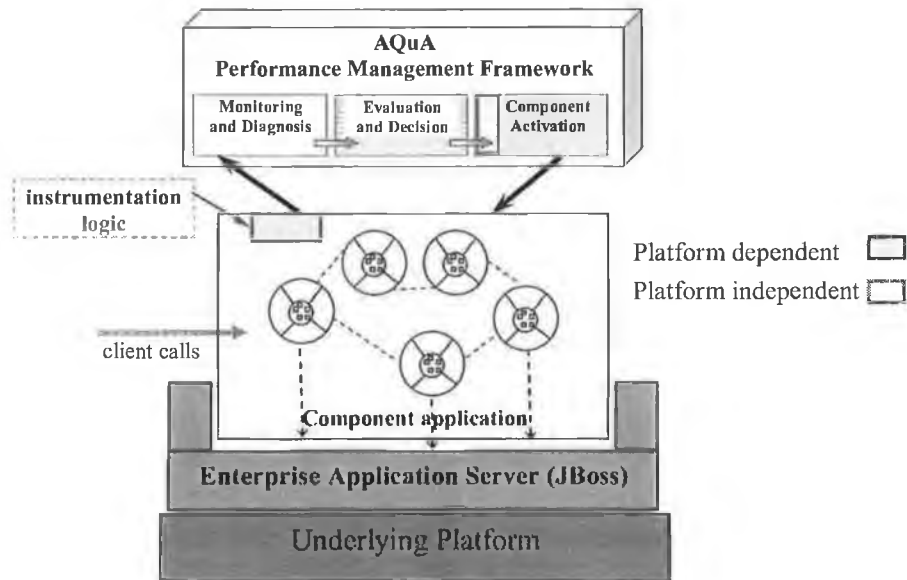 AQuA
Performance Management Framework
Monitoring
and Diagnosis
Evaluation
and Decision
Component
Activation
instrumentation
logic
Platform dependent
Platform independent
client calls
Component application
Enterprise Application Server (JBoss)
Underlying Platform